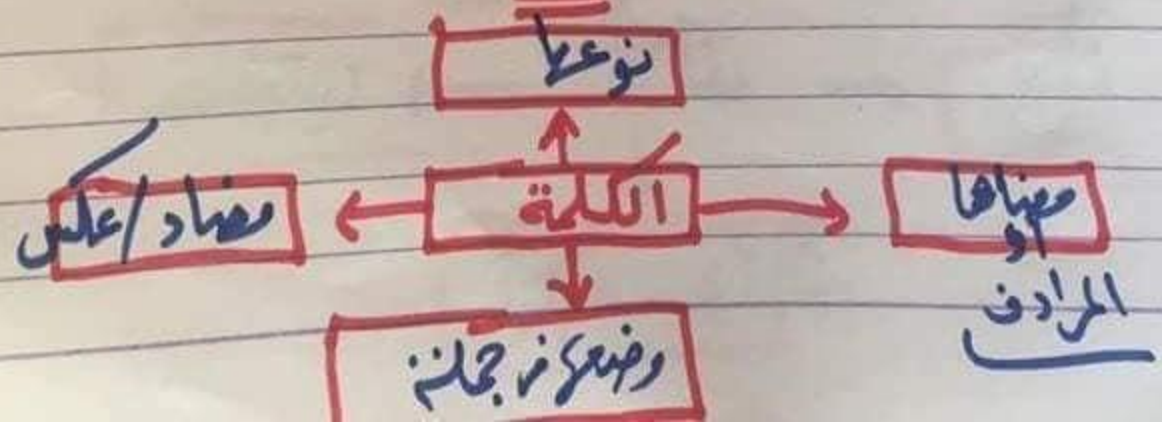 نوعها
معناها
أو
المرادف
الكلمة
مضاد/عكس
وضعها في جملة